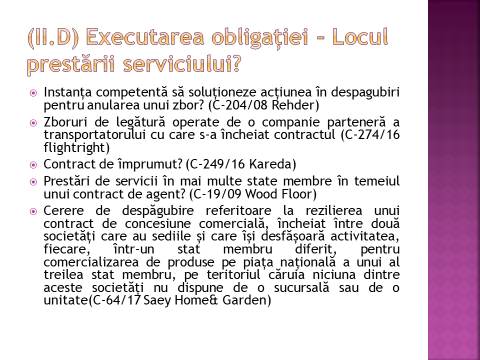 (II.D) Executarea obligației – Locul
prestării serviciului?
Instanța competentă să soluționeze acțiunea în despagubiri
pentru anularea unui zbor? (C-204/08 Rehder)
Zboruri de legătură operate de o companie parteneră a
transportatorului cu care s-a încheiat contractul (C-274/16
flightright)
Contract de împrumut? (C-249/16 Kareda)
Prestări de servicii în mai multe state membre în temeiul
unui contract de agent? (C-19/09 Wood Floor)
Cerere de despăgubire referitoare la rezilierea unui
contract de concesiune comercială, încheiat între două
societăți care au sediile și care își desfășoară activitatea,
fiecare, într-un stat membru diferit, pentru
comercializarea de produse pe piața națională a unui al
treilea stat membru, pe teritoriul căruia niciuna dintre
aceste societăți nu dispune de o sucursală sau de o
unitate(C-64/17 Saey Home& Garden)